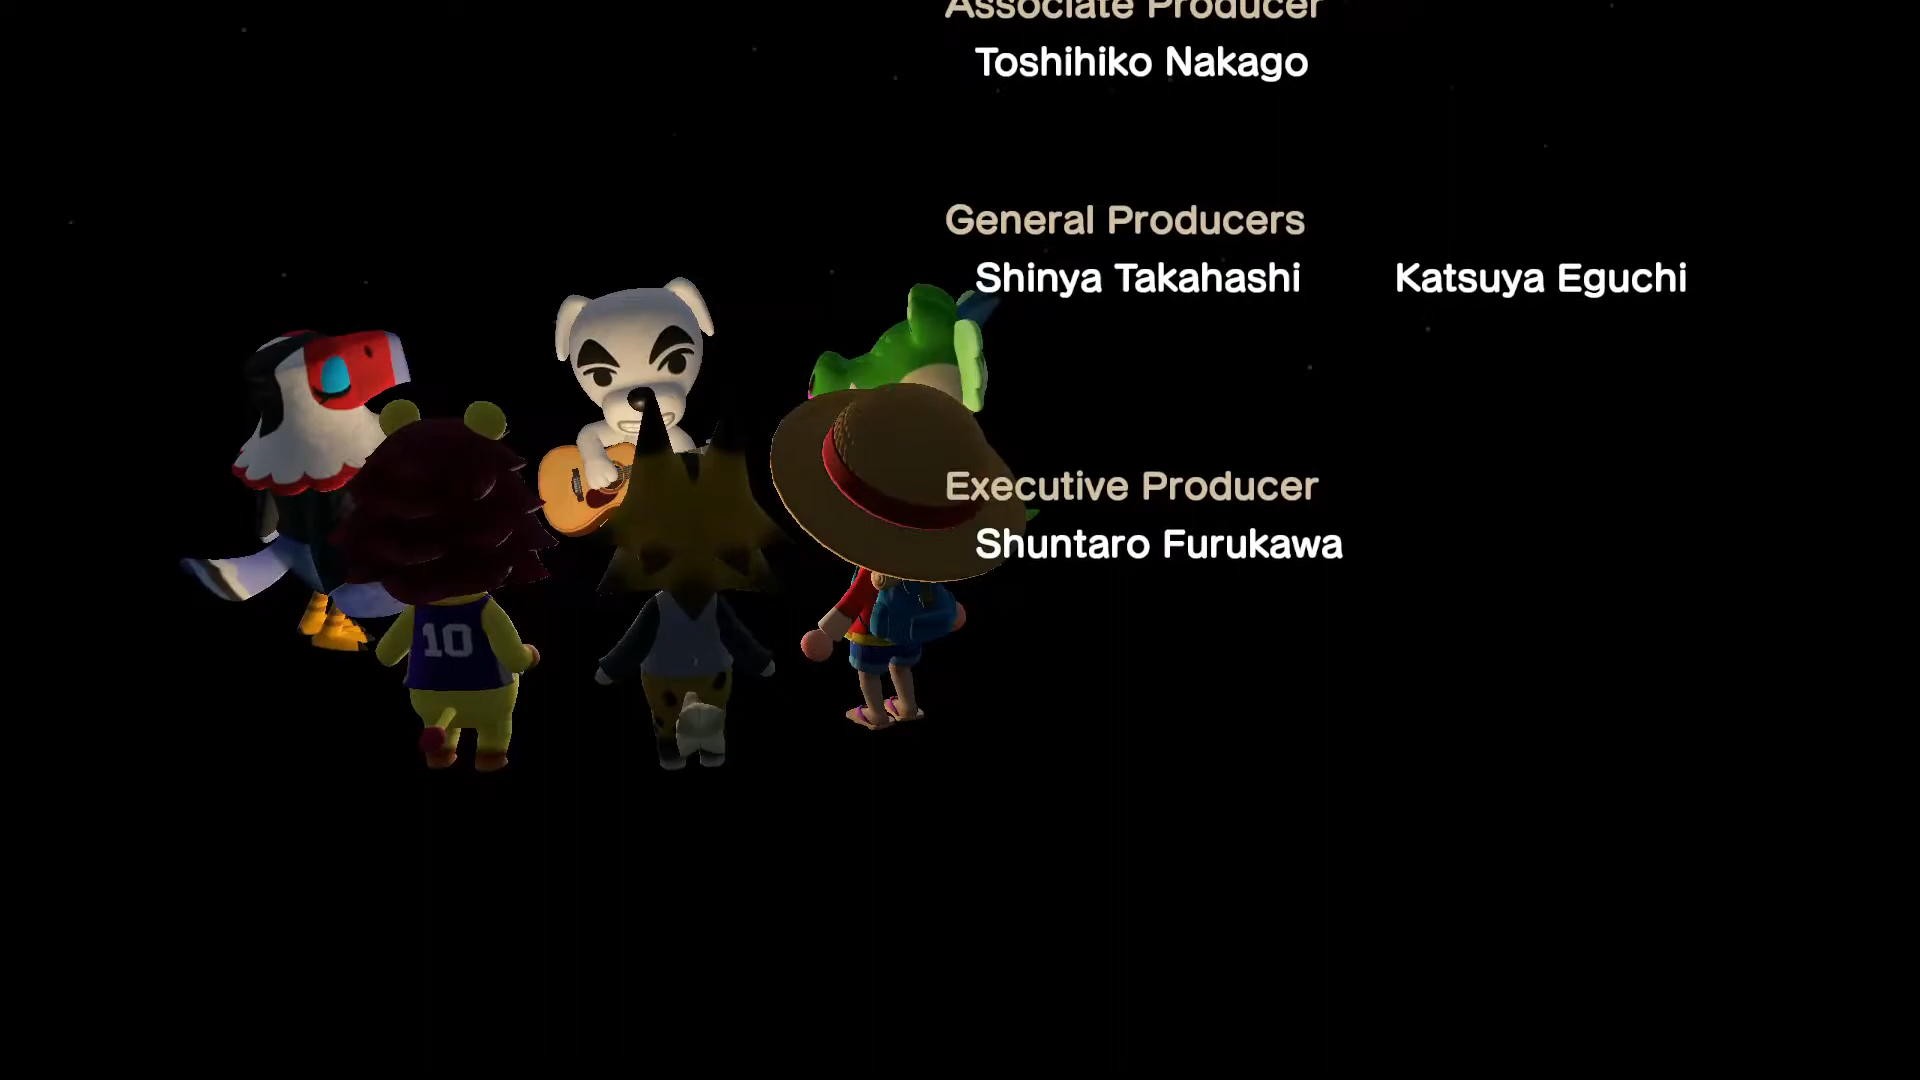 Associate Producer
Toshihiko Nakago
General Producers
Shinya Takahashi Katsuya Eguchi
Executive Producer
Shuntaro Furukawa
10